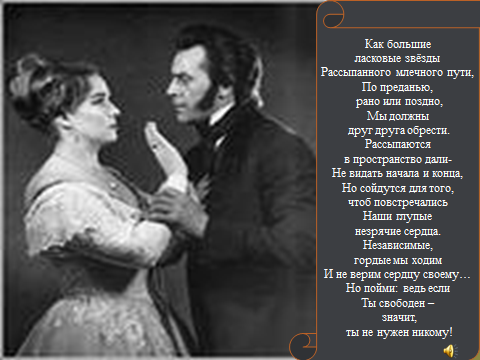 Как большие
ласковые звёзды
Рассыпанного млечного пути,
По преданью,
рано или поздно,
Мы должны
друг друга обрести.
Рассыпаются
в пространство дали-
Не видать начала и конца,
Но сойдутся для того,
чтоб повстречались
Наши глупые
незрячие сердца.
Независимые,
гордые мы ходим
И не верим сердцу своему…
Но пойми: ведь если
Ты свободен –
значит,
ты не нужен никому!